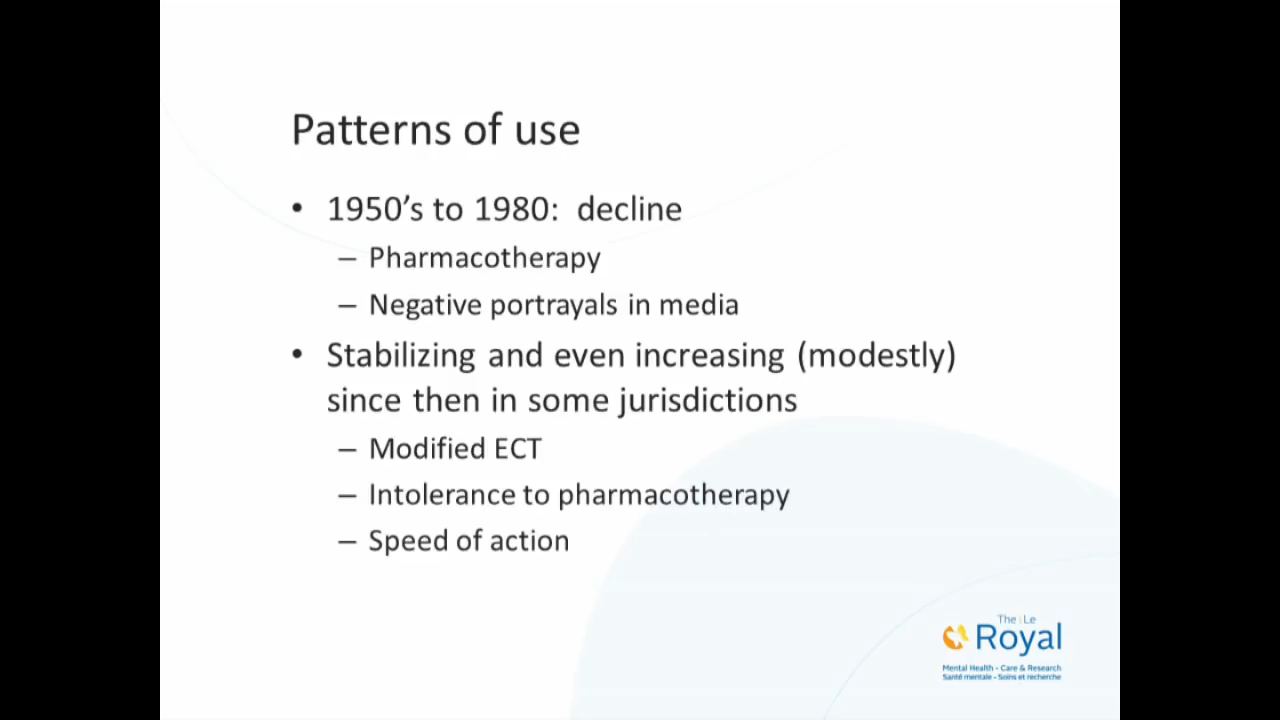 Patterns of use
• 1950’s to 1980: decline
– Pharmacotherapy
– Negative portrayals in media
• Stabilizing and even increasing (modestly)
since then in some jurisdictions
– Modified ECT
– Intolerance to pharmacotherapy
– Speed of action
The Le
Royal
Mental Health - Care & Research
Santé mentale - Soins et recherche